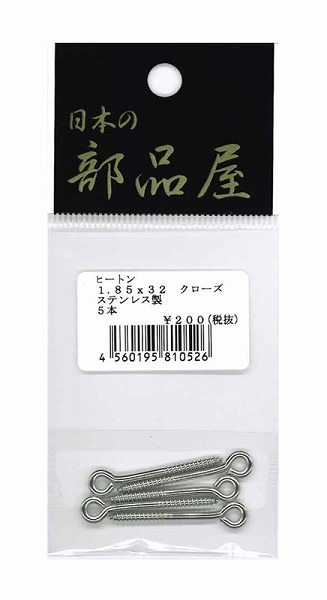 日本の
部品屋
ヒートン
１．８５ｘ３２　クローズ
ステンレス製
５本
￥２００(税抜)
4 560195 810526